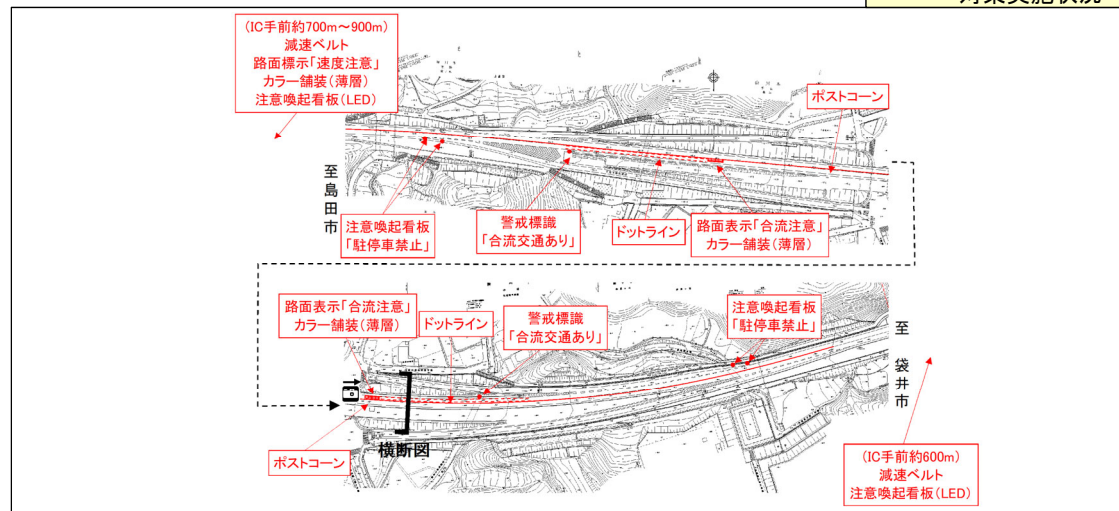 対策実施状況
(IC手前約700m~900m)
減速ベルト
路面標示「速度注意」
カラー舗装(薄層)
注意喚起看板(LED)
ポストコーン
至島田市
注意喚起看板
「駐停車禁止」
警戒標識
「合流交通あり」
ドットライン
路面表示「合流注意」
カラー舗装(薄層)
路面表示「合流注意」
カラー舗装(薄層)
ドットライン
警戒標識
「合流交通あり」
注意喚起看板
「駐停車禁止」
至 袋井市
横断図
ポストコーン
(IC手前約600m)
減速ベルト
注意喚起看板(LED)